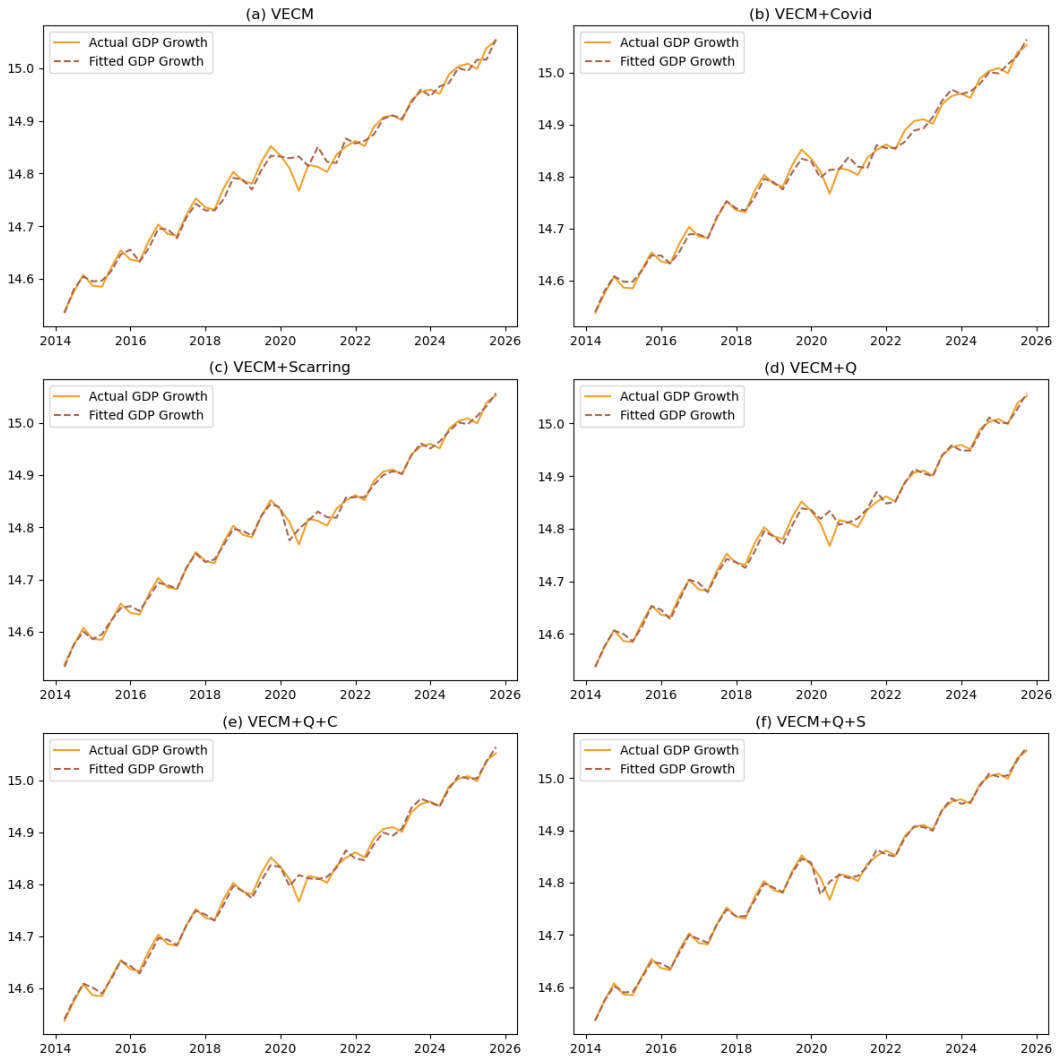 (a) VECM
Actual GDP Growth
Fitted GDP Growth
15.0
14.9
14.8
14.7
14.6
2014 2016 2018 2020 2022 2024 2026
(b) VECM+Covid
Actual GDP Growth
Fitted GDP Growth
15.0
14.9
14.8
14.7
14.6
2014 2016 2018 2020 2022 2024 2026
(c) VECM+Scarring
Actual GDP Growth
Fitted GDP Growth
15.0
14.9
14.8
14.7
14.6
2014 2016 2018 2020 2022 2024 2026
(d) VECM+Q
Actual GDP Growth
Fitted GDP Growth
15.0
14.9
14.8
14.7
14.6
2014 2016 2018 2020 2022 2024 2026
(e) VECM+Q+C
Actual GDP Growth
Fitted GDP Growth
15.0
14.9
14.8
14.7
14.6
2014 2016 2018 2020 2022 2024 2026
(f) VECM+Q+S
Actual GDP Growth
Fitted GDP Growth
15.0
14.9
14.8
14.7
14.6
2014 2016 2018 2020 2022 2024 2026